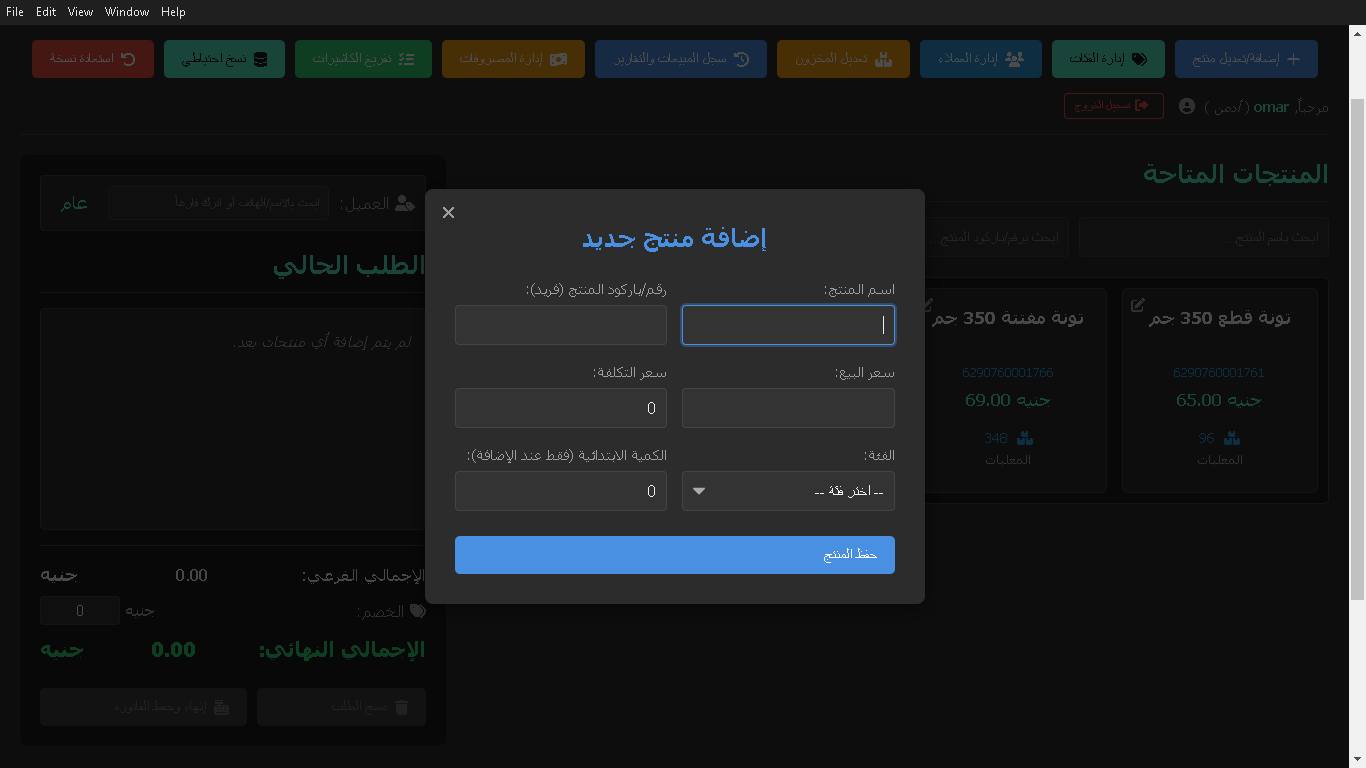 File Edit View Window Help
إضافة/تعديل منتج
إدارة الفئات
إدارة العملاء
تعديل المخزون
سجل المبيعات والتقارير
إدارة المصروفات
تفريغ الكاشيرات
نسخ احتياطي
استعادة نسخة
مرحباً, omar (أدمن)
تسجيل الخروج
المنتجات المتاحة
ابحث باسم المنتج...
ابحث برقم/باركود المنتج...
تونة قطع 350 جم
6290760001761
65.00 جنيه
96
المعلبات
تونة مفتتة 350 جم
6290760001766
69.00 جنيه
348
المعلبات
العميل:
ابحث بالاسم/الهاتف أو اترك فارغاً
عام
الطلب الحالي
لم يتم إضافة أي منتجات بعد.
الإجمالي الفرعي: 0.00 جنيه
الخصم: جنيه 0
الإجمالي النهائي: 0.00 جنيه
مسح الطلب
إنهاء وحفظ الفاتورة
إضافة منتج جديد
اسم المنتج:
رقم/باركود المنتج (فريد):
سعر البيع:
سعر التكلفة:
0
الفئة:
-- اختر فئة --
الكمية الابتدائية (فقط عند الإضافة):
0
حفظ المنتج